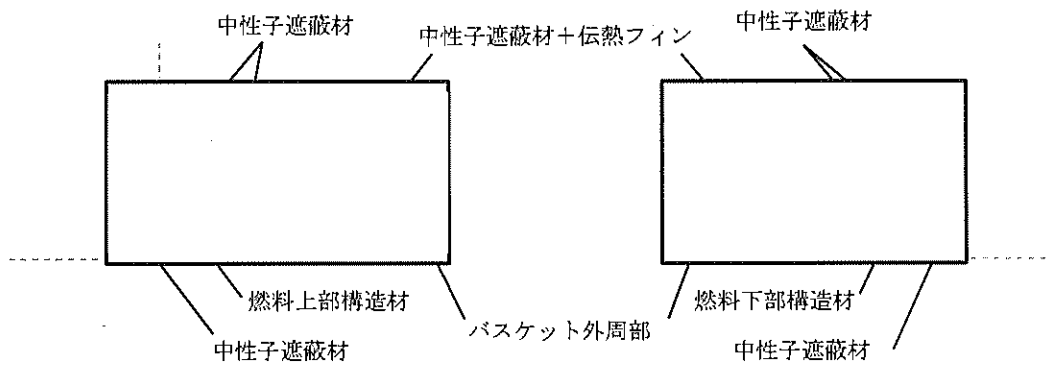 中性子遮蔽材
中性子遮蔽材＋伝熱フィン
中性子遮蔽材
燃料上部構造材
中性子遮蔽材
バスケット外周部
燃料下部構造材
中性子遮蔽材